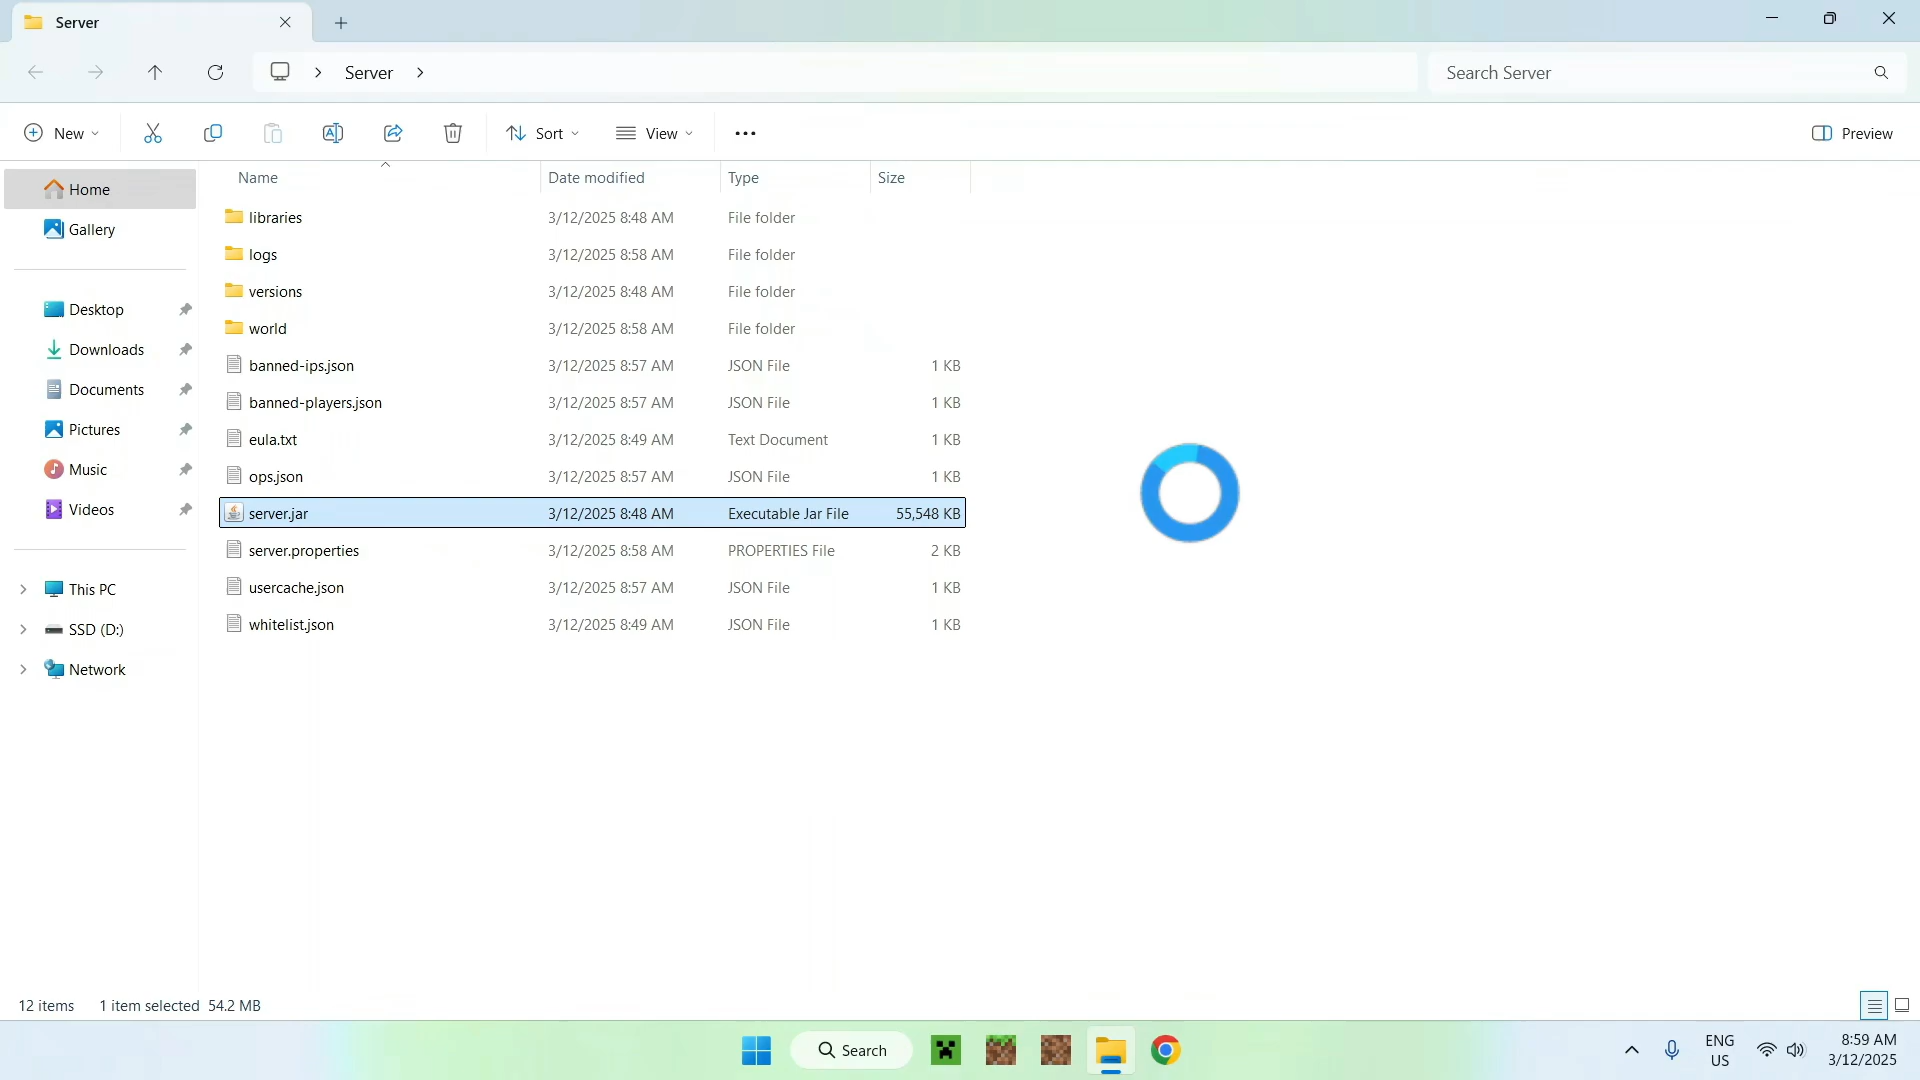 Server
Server
Search Server
New
Sort
View
Preview
Name Date modified Type Size
Home
Gallery
Desktop
Downloads
Documents
Pictures
Music
Videos
This PC
SSD (D:)
Network
libraries 3/12/2025 8:48 AM File folder
logs 3/12/2025 8:58 AM File folder
versions 3/12/2025 8:48 AM File folder
world 3/12/2025 8:58 AM File folder
banned-ips.json 3/12/2025 8:57 AM JSON File 1 KB
banned-players.json 3/12/2025 8:57 AM JSON File 1 KB
eula.txt 3/12/2025 8:49 AM Text Document 1 KB
ops.json 3/12/2025 8:57 AM JSON File 1 KB
server.jar 3/12/2025 8:48 AM Executable Jar File 55,548 KB
server.properties 3/12/2025 8:58 AM PROPERTIES File 2 KB
usercache.json 3/12/2025 8:57 AM JSON File 1 KB
whitelist.json 3/12/2025 8:49 AM JSON File 1 KB
12 items 1 item selected 54.2 MB
Search
ENG
US
8:59 AM
3/12/2025